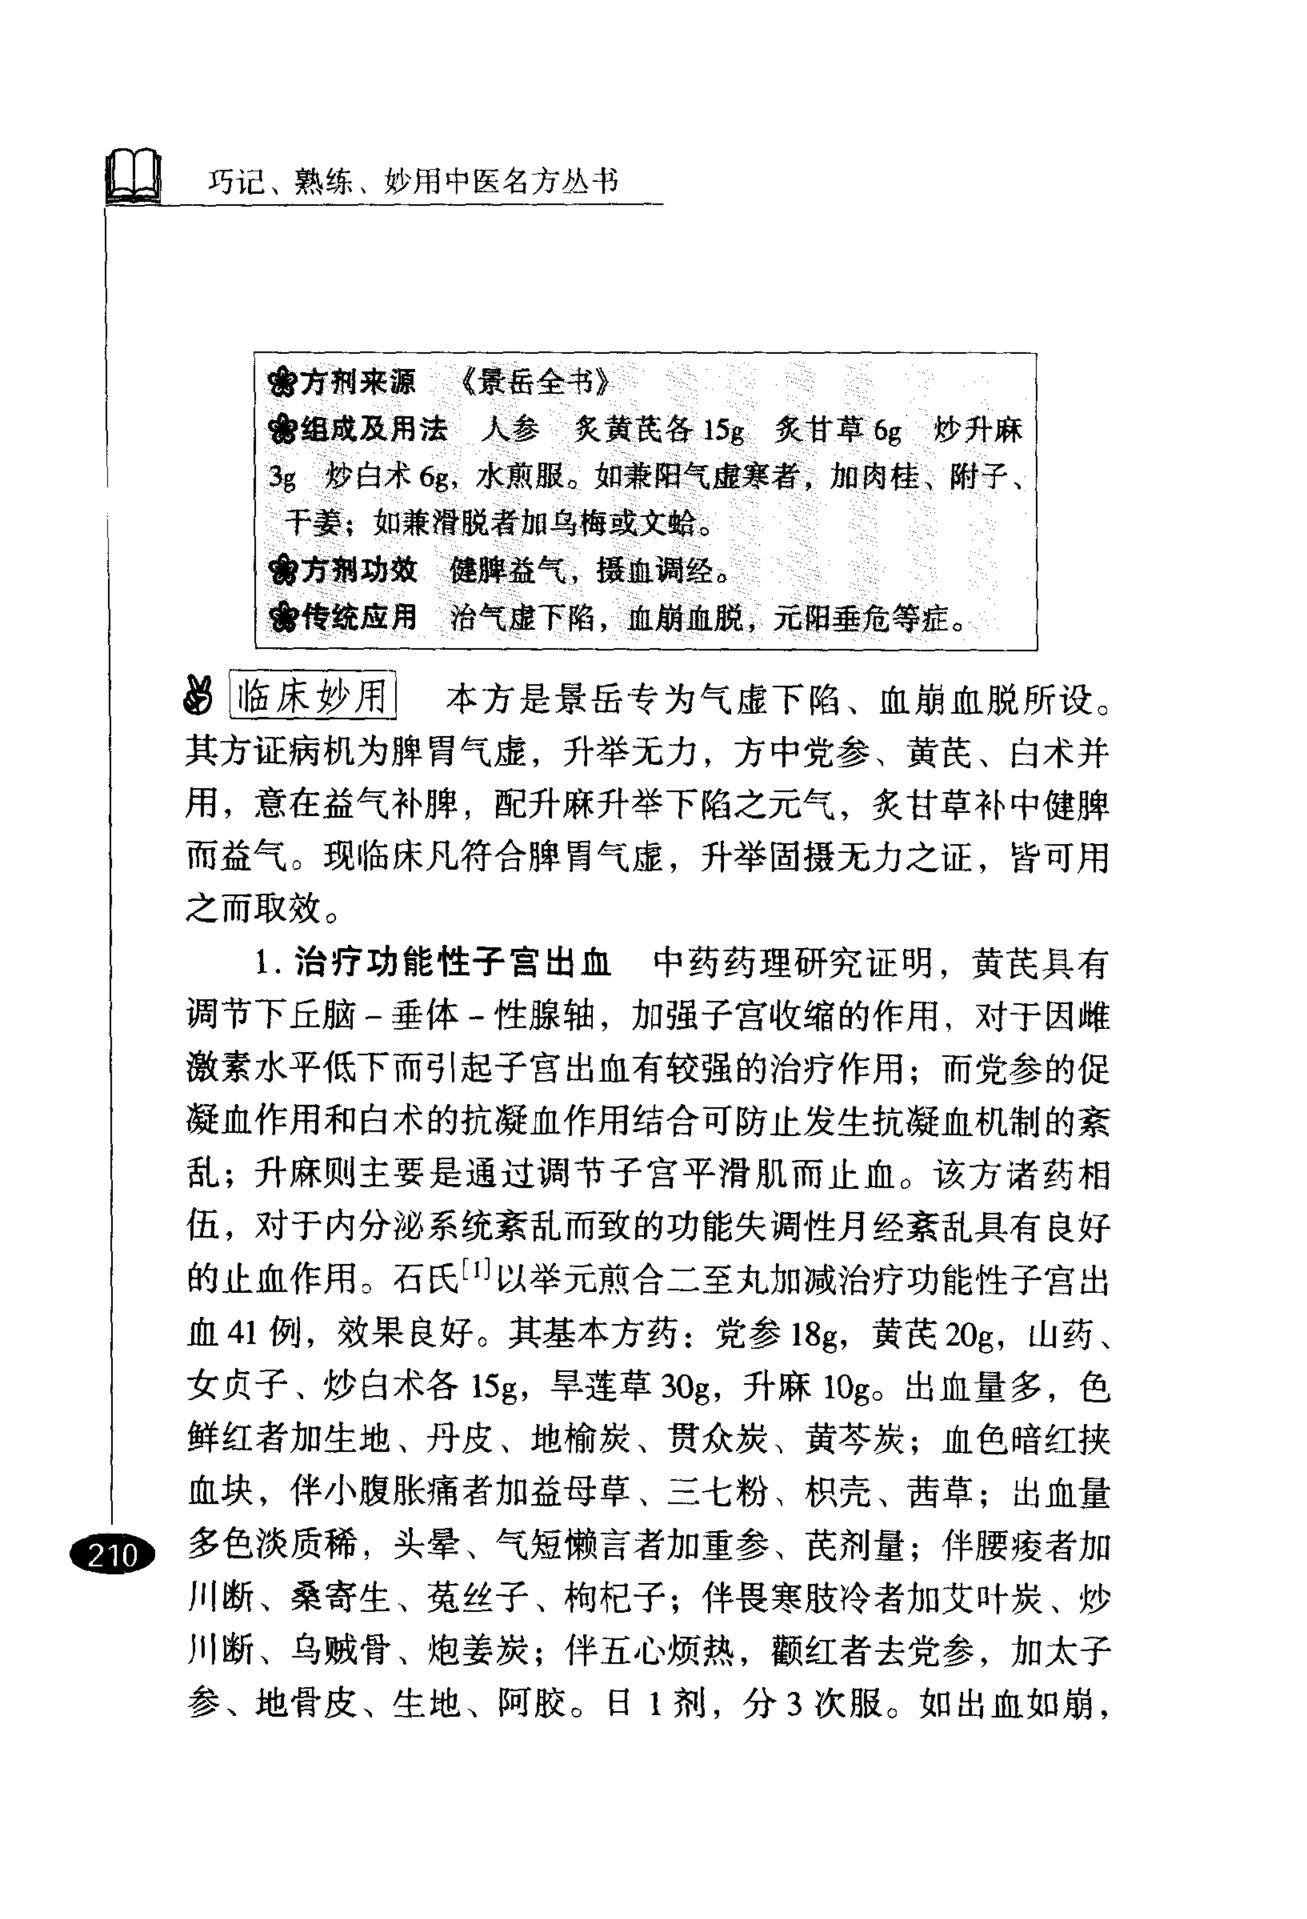 巧记、熟练、妙用中医名方丛书
方剂来源　《景岳全书》
组成及用法　人参　炙黄芪各 15g　炙甘草 6g　炒升麻
3g　炒白术 6g，水煎服。如兼阳气虚寒者，加肉桂、附子、
干姜；如兼滑脱者加乌梅或文蛤。
方剂功效　健脾益气，摄血调经。
传统应用　治气虚下陷，血崩血脱，元阳垂危等症。
临床妙用　本方是景岳专为气虚下陷、血崩血脱所设。
其方证病机为脾胃气虚，升举无力，方中党参、黄芪、白术并
用，意在益气补脾，配升麻升举下陷之元气，炙甘草补中健脾
而益气。现临床凡符合脾胃气虚，升举固摄无力之证，皆可用
之而取效。
1. 治疗功能性子宫出血　中药药理研究证明，黄芪具有
调节下丘脑－垂体－性腺轴，加强子宫收缩的作用，对于因雌
激素水平低下而引起子宫出血有较强的治疗作用；而党参的促
凝血作用和白术的抗凝血作用结合可防止发生抗凝血机制的紊
乱；升麻则主要是通过调节子宫平滑肌而止血。该方诸药相
伍，对于内分泌系统紊乱而致的功能失调性月经紊乱具有良好
的止血作用。石氏[1]以举元煎合二至丸加减治疗功能性子宫出
血 41 例，效果良好。其基本方药：党参 18g，黄芪 20g，山药、
女贞子、炒白术各 15g，旱莲草 30g，升麻 10g。出血量多，色
鲜红者加生地、丹皮、地榆炭、贯众炭、黄芩炭；血色暗红挟
血块，伴小腹胀痛者加益母草、三七粉、枳壳、茜草；出血量
多色淡质稀，头晕、气短懒言者加重参、芪剂量；伴腰痠者加
川断、桑寄生、菟丝子、枸杞子；伴畏寒肢冷者加艾叶炭、炒
川断、乌贼骨、炮姜炭；伴五心烦热，颧红者去党参，加太子
参、地骨皮、生地、阿胶。日 1 剂，分 3 次服。如出血如崩，
210